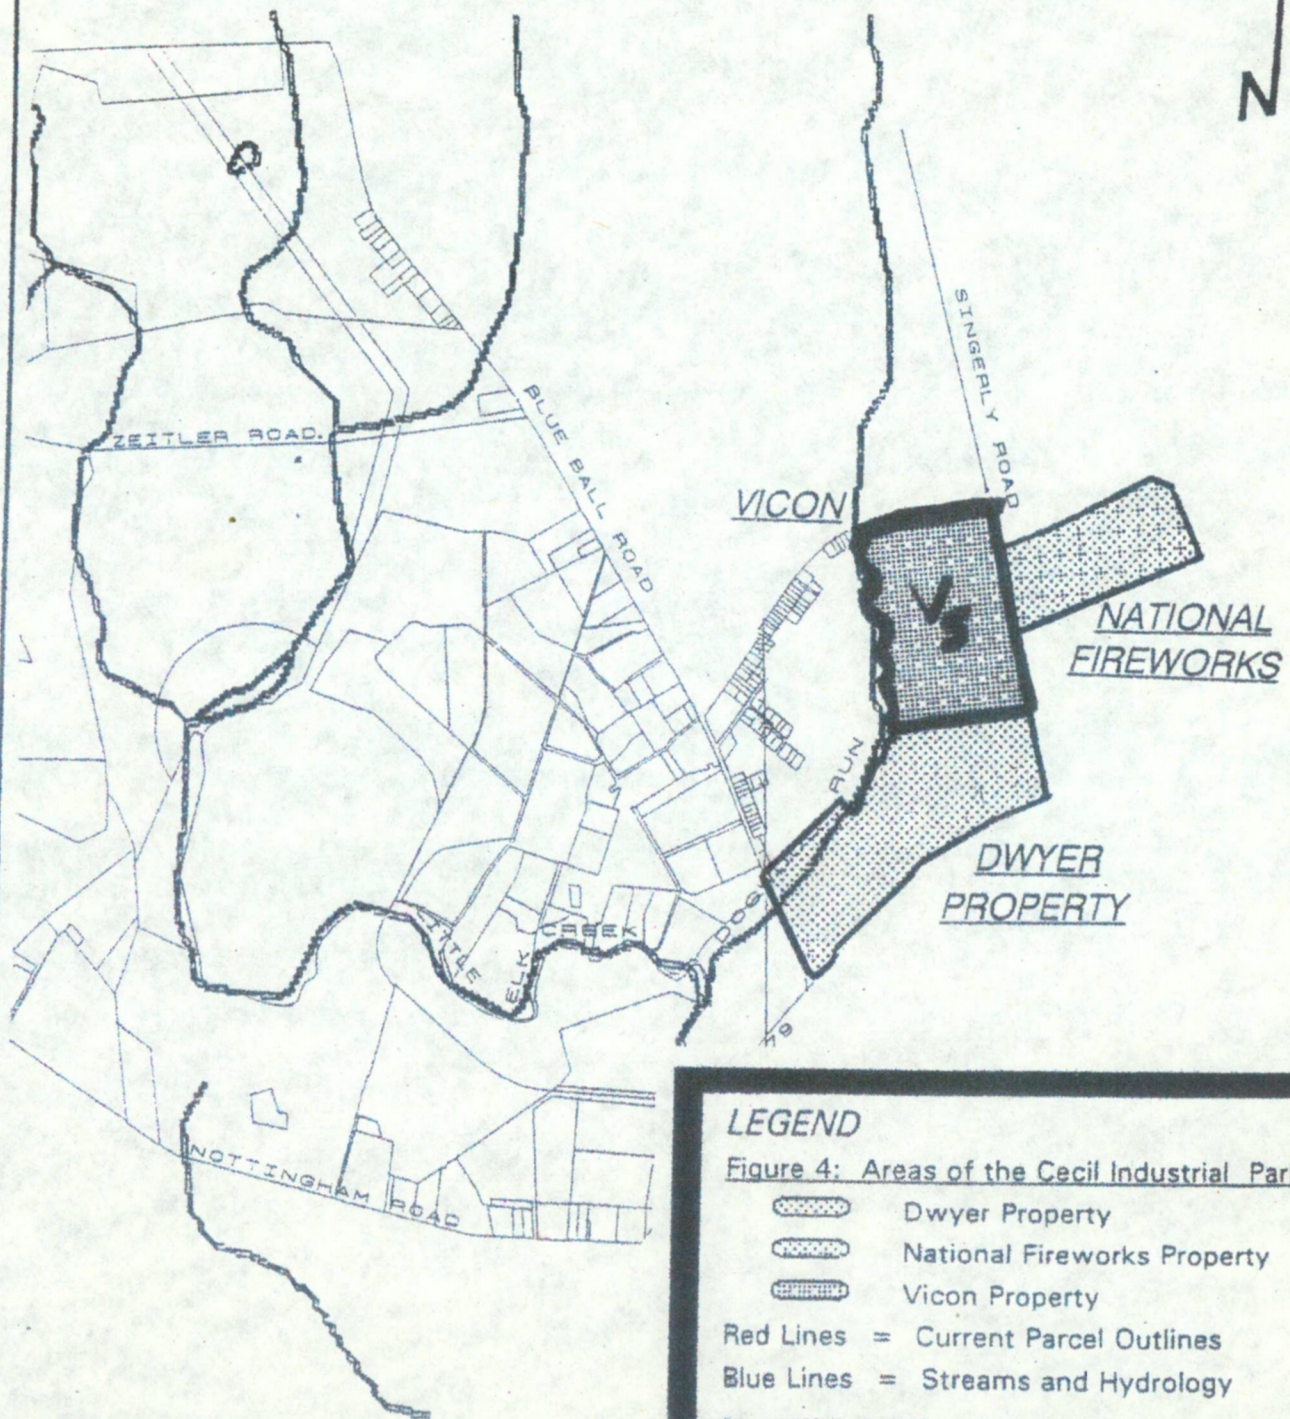 N
SINGERLY ROAD
BLUE BALL ROAD
ZEITLER ROAD.
VICON
VS
NATIONAL
FIREWORKS
RUN
DWYER
PROPERTY
LITTLE ELK CREEK
NOTTINGHAM ROAD
LEGEND
Figure 4: Areas of the Cecil Industrial Par
Dwyer Property
National Fireworks Property
Vicon Property
Red Lines = Current Parcel Outlines
Blue Lines = Streams and Hydrology